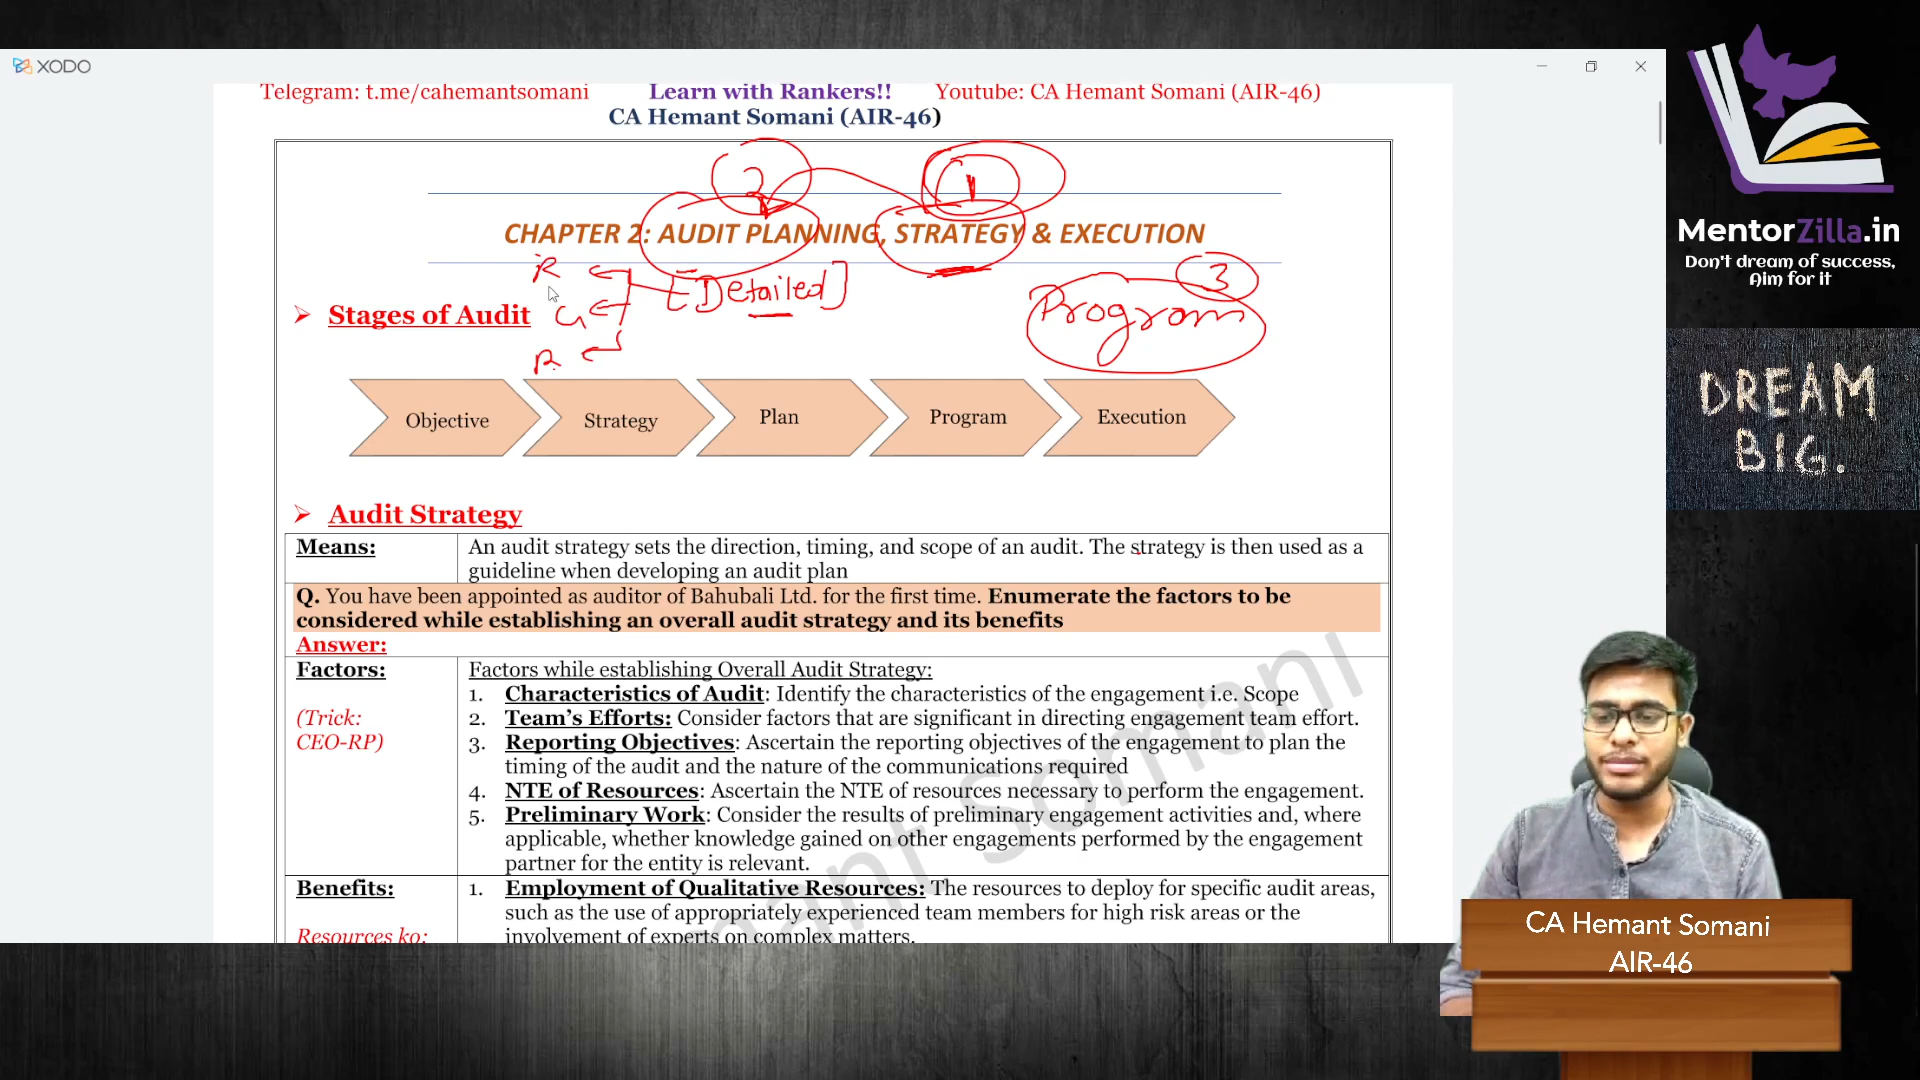 XODO
Telegram: t.me/cahemantsomani Learn with Rankers!! Youtube: CA Hemant Somani (AIR-46)
CA Hemant Somani (AIR-46)
2 1
CHAPTER 2: AUDIT PLANNING, STRATEGY & EXECUTION
R
[Detailed]
3
Program
➢ Stages of Audit
G
R
Objective Strategy Plan Program Execution
➢ Audit Strategy
Means: An audit strategy sets the direction, timing, and scope of an audit. The strategy is then used as a
guideline when developing an audit plan
Q. You have been appointed as auditor of Bahubali Ltd. for the first time. Enumerate the factors to be
considered while establishing an overall audit strategy and its benefits
Answer:
Factors: Factors while establishing Overall Audit Strategy:
1. Characteristics of Audit: Identify the characteristics of the engagement i.e. Scope
(Trick: 2. Team's Efforts: Consider factors that are significant in directing engagement team effort.
CEO-RP) 3. Reporting Objectives: Ascertain the reporting objectives of the engagement to plan the
timing of the audit and the nature of the communications required
4. NTE of Resources: Ascertain the NTE of resources necessary to perform the engagement.
5. Preliminary Work: Consider the results of preliminary engagement activities and, where
applicable, whether knowledge gained on other engagements performed by the engagement
partner for the entity is relevant.
Benefits: 1. Employment of Qualitative Resources: The resources to deploy for specific audit areas,
such as the use of appropriately experienced team members for high risk areas or the
Resources ko: involvement of experts on complex matters.
mant Somani
MentorZilla.in
Don't dream of success,
Aim for it
DREAM
BIG.
CA Hemant Somani
AIR-46